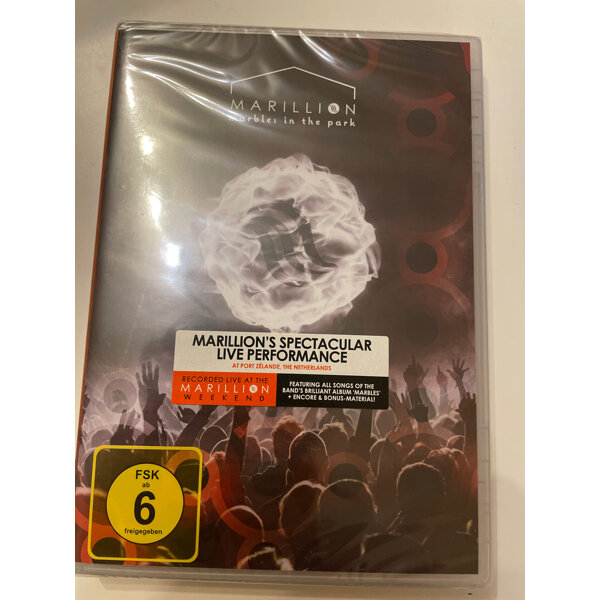 MARILLION
marbles in the park
MARILLION'S SPECTACULAR
LIVE PERFORMANCE
AT PORT ZÉLANDE, THE NETHERLANDS
RECORDED LIVE AT THE
MARILLION
WEEKEND
FEATURING ALL SONGS OF THE
BAND'S BRILLIANT ALBUM 'MARBLES'
+ ENCORE & BONUS-MATERIAL!
FSK
ab
6
freigegeben